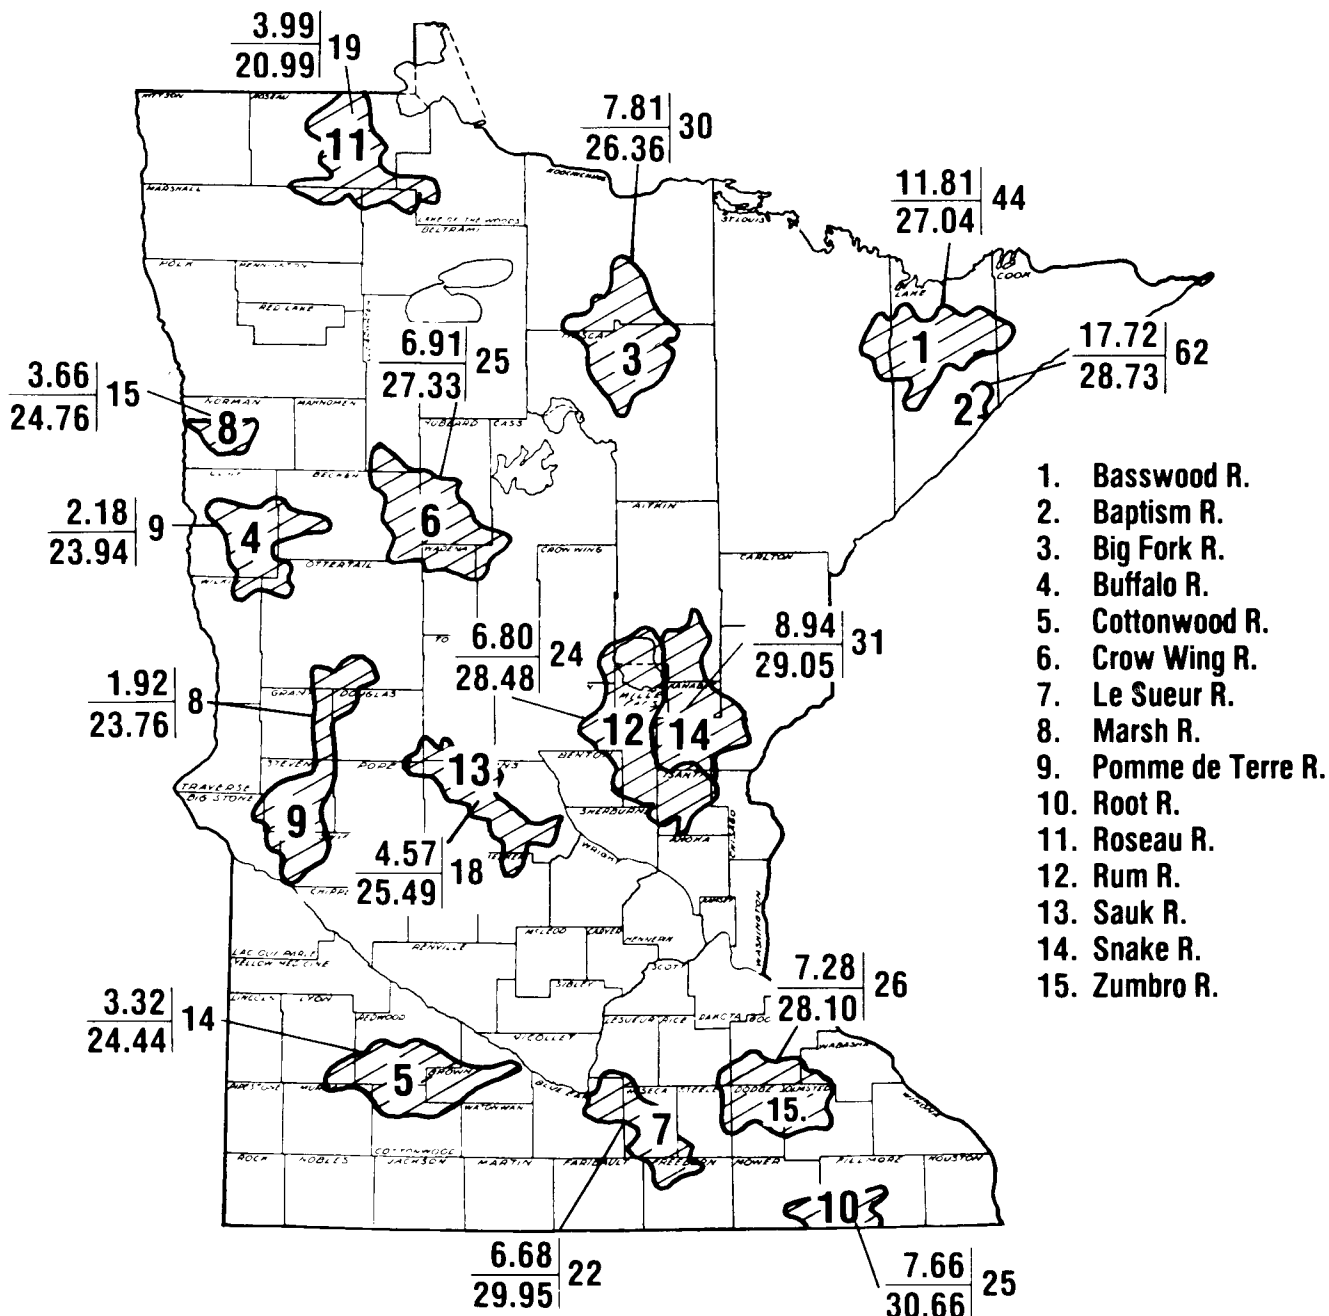 3.99
20.99
19
7.81
26.36
30
11.81
27.04
44
17.72
28.73
62
6.91
27.33
25
3.66
24.76
15
2.18
23.94
9
6.80
28.48
24
8.94
29.05
31
1.92
23.76
8
4.57
25.49
18
7.28
28.10
26
3.32
24.44
14
6.68
29.95
22
7.66
30.66
25
11
3
1
2
8
6
4
12
14
13.
9
5
7
15.
10
KITTSON
ROSEAU
MARSHALL
LAKE OF THE WOODS
BELTRAMI
KOOCHICHING
ST LOUIS
LAKE
COOK
POLK
PENNINGTON
RED LAKE
NORMAN
MAHNOMEN
HUBBARD
CASS
BECKER
AITKIN
WADENA
CROW WING
CARLTON
OTTERTAIL
GRANT
DOUGLAS
POPE
TRAVERSE
BIG STONE
BENTON
SHERBURNE
ANOKA
CHISAGO
WRIGHT
WASHINGTON
RAMSEY
MCLEOD
CARVER
HENNEPIN
SCOTT
RENVILLE
LAC QUI PARLE
YELLOW MEDICINE
SIBLEY
LINCOLN
LYON
REDWOOD
NICOLLET
LESUEUR
RICE
DAKOTA
WABASHA
PIPESTONE
BROWN
BLUE EA
WASECA
STEELE
DODGE
OLMSTED
WINONA
WATONWAN
COTTONWOOD
ROCK
NOBLES
JACKSON
MARTIN
FARIBAULT
FREEBORN
MOWER
FILLMORE
HOUSTON
1. Basswood R.
2. Baptism R.
3. Big Fork R.
4. Buffalo R.
5. Cottonwood R.
6. Crow Wing R.
7. Le Sueur R.
8. Marsh R.
9. Pomme de Terre R.
10. Root R.
11. Roseau R.
12. Rum R.
13. Sauk R.
14. Snake R.
15. Zumbro R.